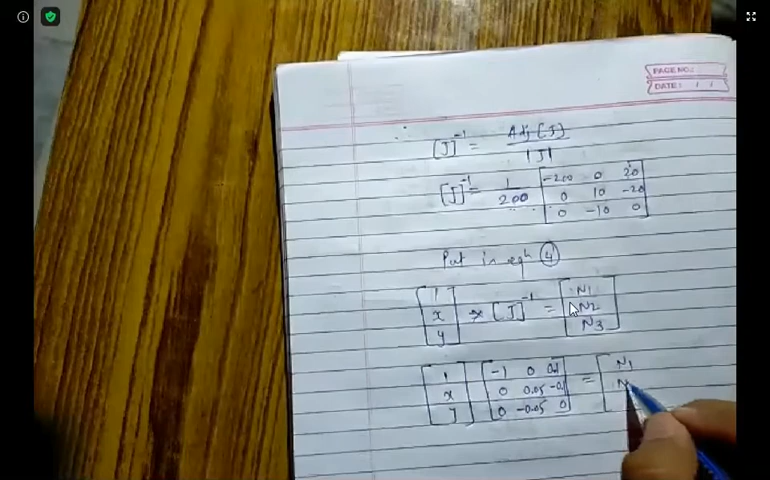 PAGE NO.:
DATE: / /
[J]⁻¹ = Adj [J] / |J|
[J]⁻¹ = 1/200 [-200 0 20
0 10 -20
0 -10 0]
Put in eqn ④
[1 x y] * [J]⁻¹ = [N1 N2 N3]
[1 x y] [-1 0 0.1
0 0.05 -0.1
0 -0.05 0] = [N1 N